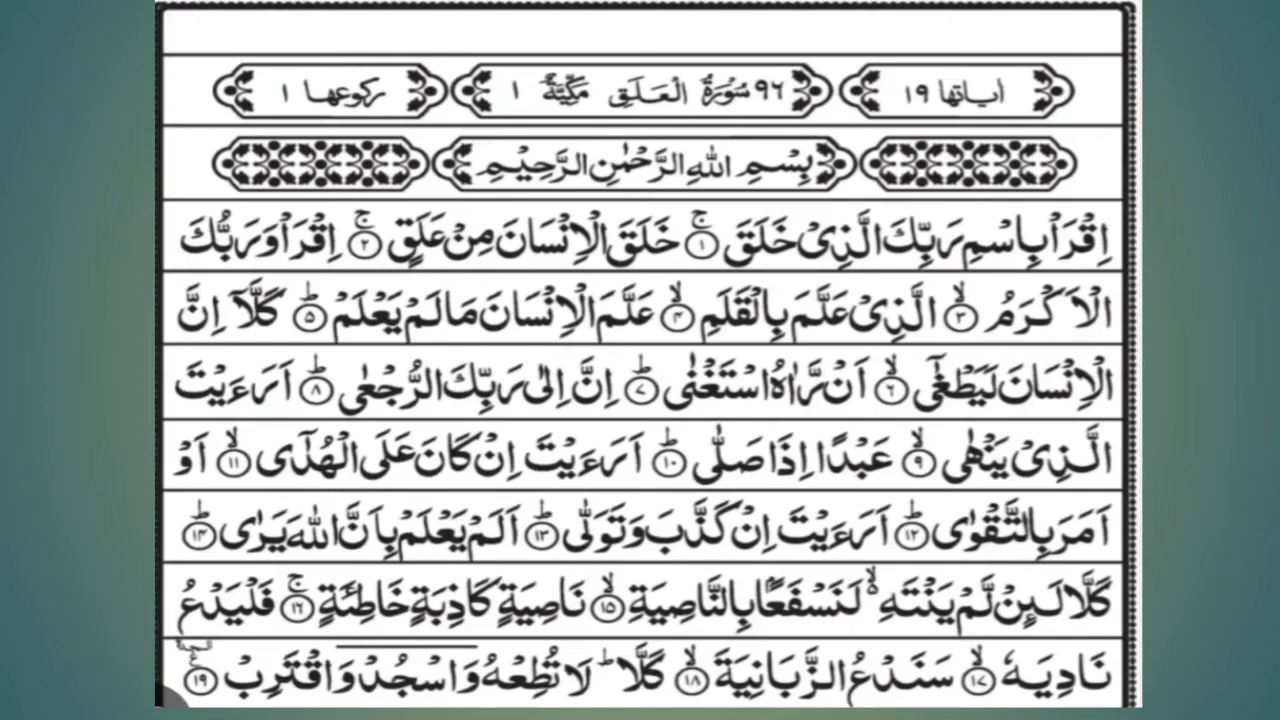 اٰیاتها ۱۹ ۹۶ سُوْرَةُ الْعَلَقِ مَكِّيَّةٌ ۱ ركوعها ۱
بِسْمِ اللّٰهِ الرَّحْمٰنِ الرَّحِيْمِ
اِقْرَاْ بِاسْمِ رَبِّكَ الَّذِیْ خَلَقَ ۚ﴿۱﴾ خَلَقَ الْاِنْسَانَ مِنْ عَلَقٍ ۚ﴿۲﴾ اِقْرَاْ وَرَبُّكَ
الْاَكْرَمُ ۙ﴿۳﴾ الَّذِیْ عَلَّمَ بِالْقَلَمِ ۙ﴿۴﴾ عَلَّمَ الْاِنْسَانَ مَا لَمْ یَعْلَمْ ؕ﴿۵﴾ كَلَّاۤ اِنَّ
الْاِنْسَانَ لَیَطْغٰۤی ۙ﴿۶﴾ اَنْ رَّاٰهُ اسْتَغْنٰی ؕ﴿۷﴾ اِنَّ اِلٰی رَبِّكَ الرُّجْعٰی ؕ﴿۸﴾ اَرَءَیْتَ
الَّذِیْ یَنْهٰی ۙ﴿۹﴾ عَبْدًا اِذَا صَلّٰی ؕ﴿۱۰﴾ اَرَءَیْتَ اِنْ كَانَ عَلَی الْهُدٰۤی ۙ﴿۱۱﴾ اَوْ
اَمَرَ بِالتَّقْوٰی ؕ﴿۱۲﴾ اَرَءَیْتَ اِنْ كَذَّبَ وَتَوَلّٰی ؕ﴿۱۳﴾ اَلَمْ یَعْلَمْ بِاَنَّ اللّٰهَ یَرٰی ؕ﴿۱۴﴾
كَلَّا لَىِٕنْ لَّمْ یَنْتَهِ ۙ۬ لَنَسْفَعًۢا بِالنَّاصِیَةِ ۙ﴿۱۵﴾ نَاصِیَةٍ كَاذِبَةٍ خَاطِئَةٍ ۚ﴿۱۶﴾ فَلْیَدْعُ
نَادِیَهٗ ۙ﴿۱۷﴾ سَنَدْعُ الزَّبَانِیَةَ ۙ﴿۱۸﴾ كَلَّا ؕ لَا تُطِعْهُ وَاسْجُدْ وَاقْتَرِبْ ﴿۱۹﴾